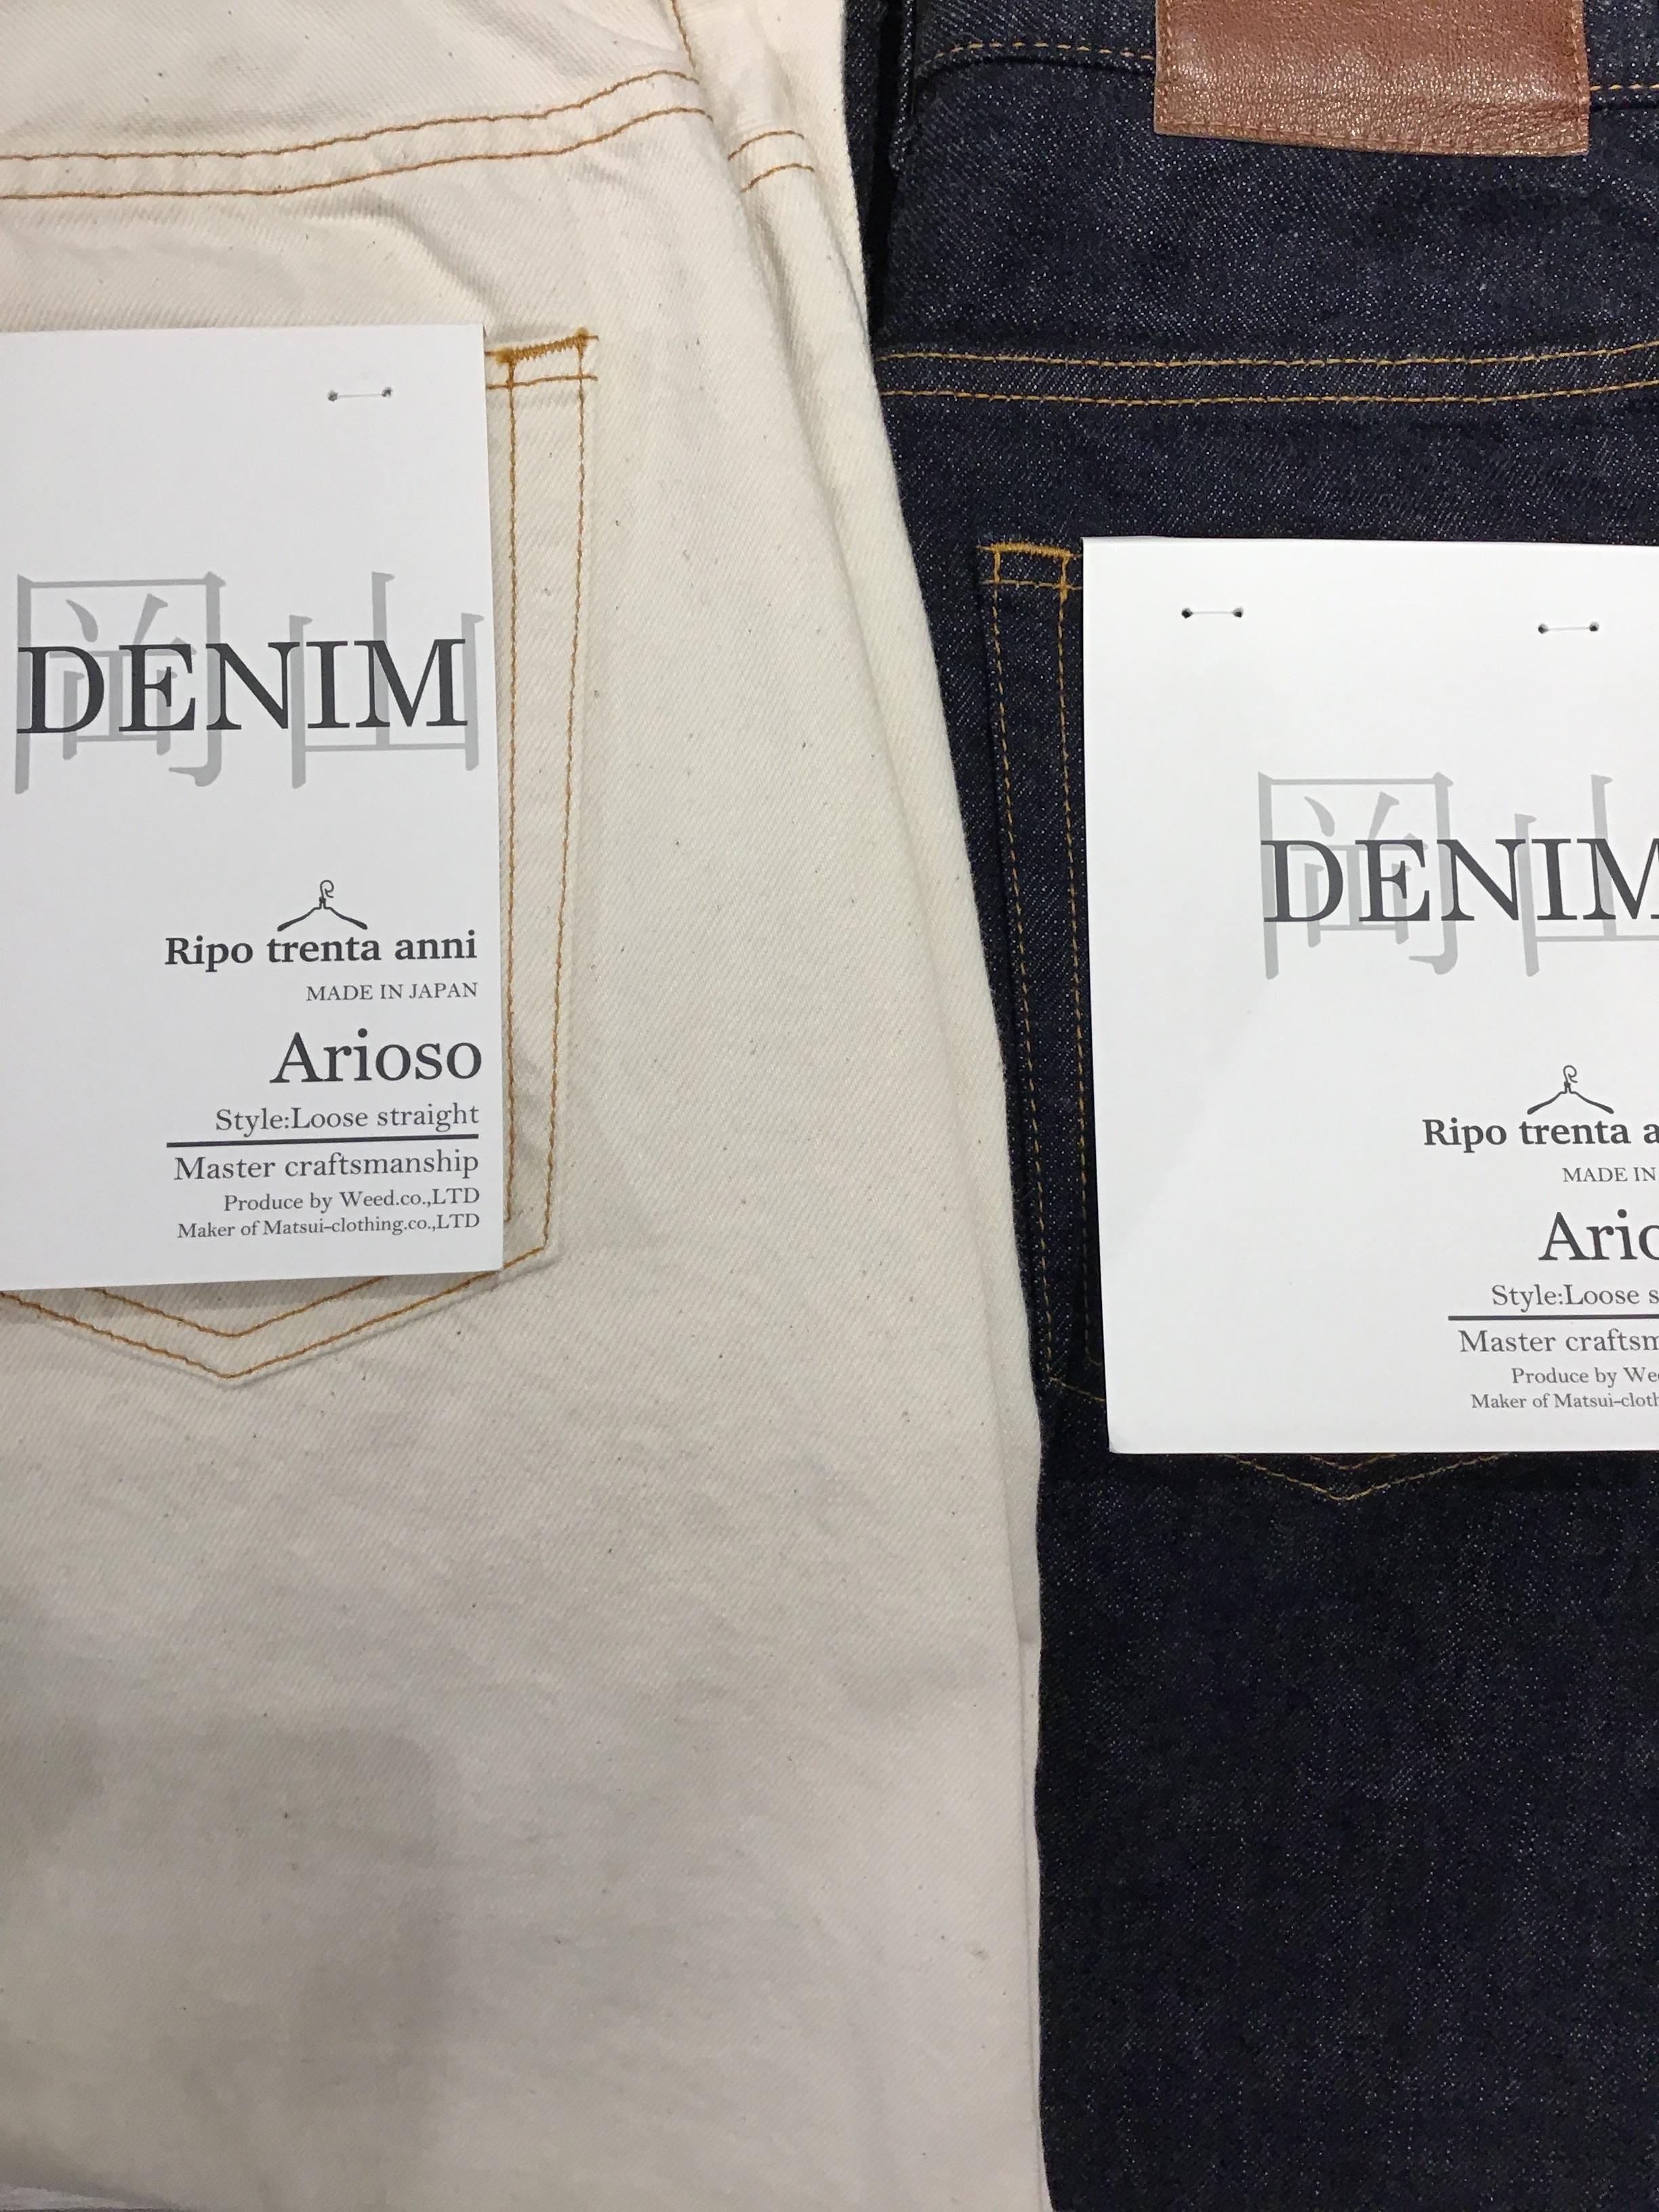 岡山
DENIM
Ripo trenta anni
MADE IN JAPAN
Arioso
Style:Loose straight
Master craftsmanship
Produce by Weed.co.,LTD
Maker of Matsui-clothing.co.,LTD
岡山
DENIM
Ripo trenta a
MADE IN
Ario
Style:Loose s
Master craftsm
Produce by Wee
Maker of Matsui-cloth